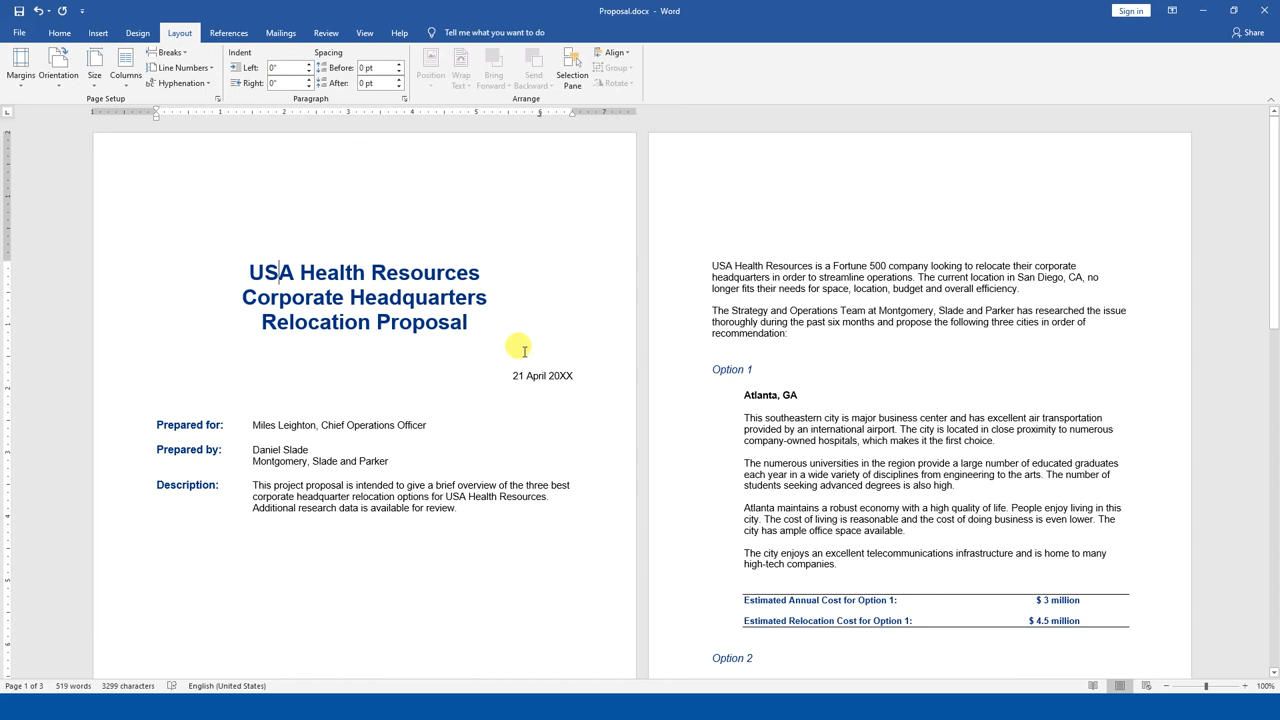 Proposal.docx - Word
Sign in
File Home Insert Design Layout References Mailings Review View Help Tell me what you want to do Share
Margins Orientation Size Columns
Breaks
Line Numbers
Hyphenation
Page Setup
Indent Spacing
Left: 0" Before: 0 pt
Right: 0" After: 0 pt
Paragraph
Position
Wrap Text
Bring Forward
Send Backward
Selection Pane
Align
Group
Rotate
Arrange
USA Health Resources
Corporate Headquarters
Relocation Proposal
21 April 20XX
Prepared for: Miles Leighton, Chief Operations Officer
Prepared by: Daniel Slade
Montgomery, Slade and Parker
Description: This project proposal is intended to give a brief overview of the three best
corporate headquarter relocation options for USA Health Resources.
Additional research data is available for review.
USA Health Resources is a Fortune 500 company looking to relocate their corporate
headquarters in order to streamline operations. The current location in San Diego, CA, no
longer fits their needs for space, location, budget and overall efficiency.
The Strategy and Operations Team at Montgomery, Slade and Parker has researched the issue
thoroughly during the past six months and propose the following three cities in order of
recommendation:
Option 1
Atlanta, GA
This southeastern city is major business center and has excellent air transportation
provided by an international airport. The city is located in close proximity to numerous
company-owned hospitals, which makes it the first choice.
The numerous universities in the region provide a large number of educated graduates
each year in a wide variety of disciplines from engineering to the arts. The number of
students seeking advanced degrees is also high.
Atlanta maintains a robust economy with a high quality of life. People enjoy living in this
city. The cost of living is reasonable and the cost of doing business is even lower. The
city has ample office space available.
The city enjoys an excellent telecommunications infrastructure and is home to many
high-tech companies.
Estimated Annual Cost for Option 1: $ 3 million
Estimated Relocation Cost for Option 1: $ 4.5 million
Option 2
Page 1 of 3 519 words 3299 characters English (United States) 100%